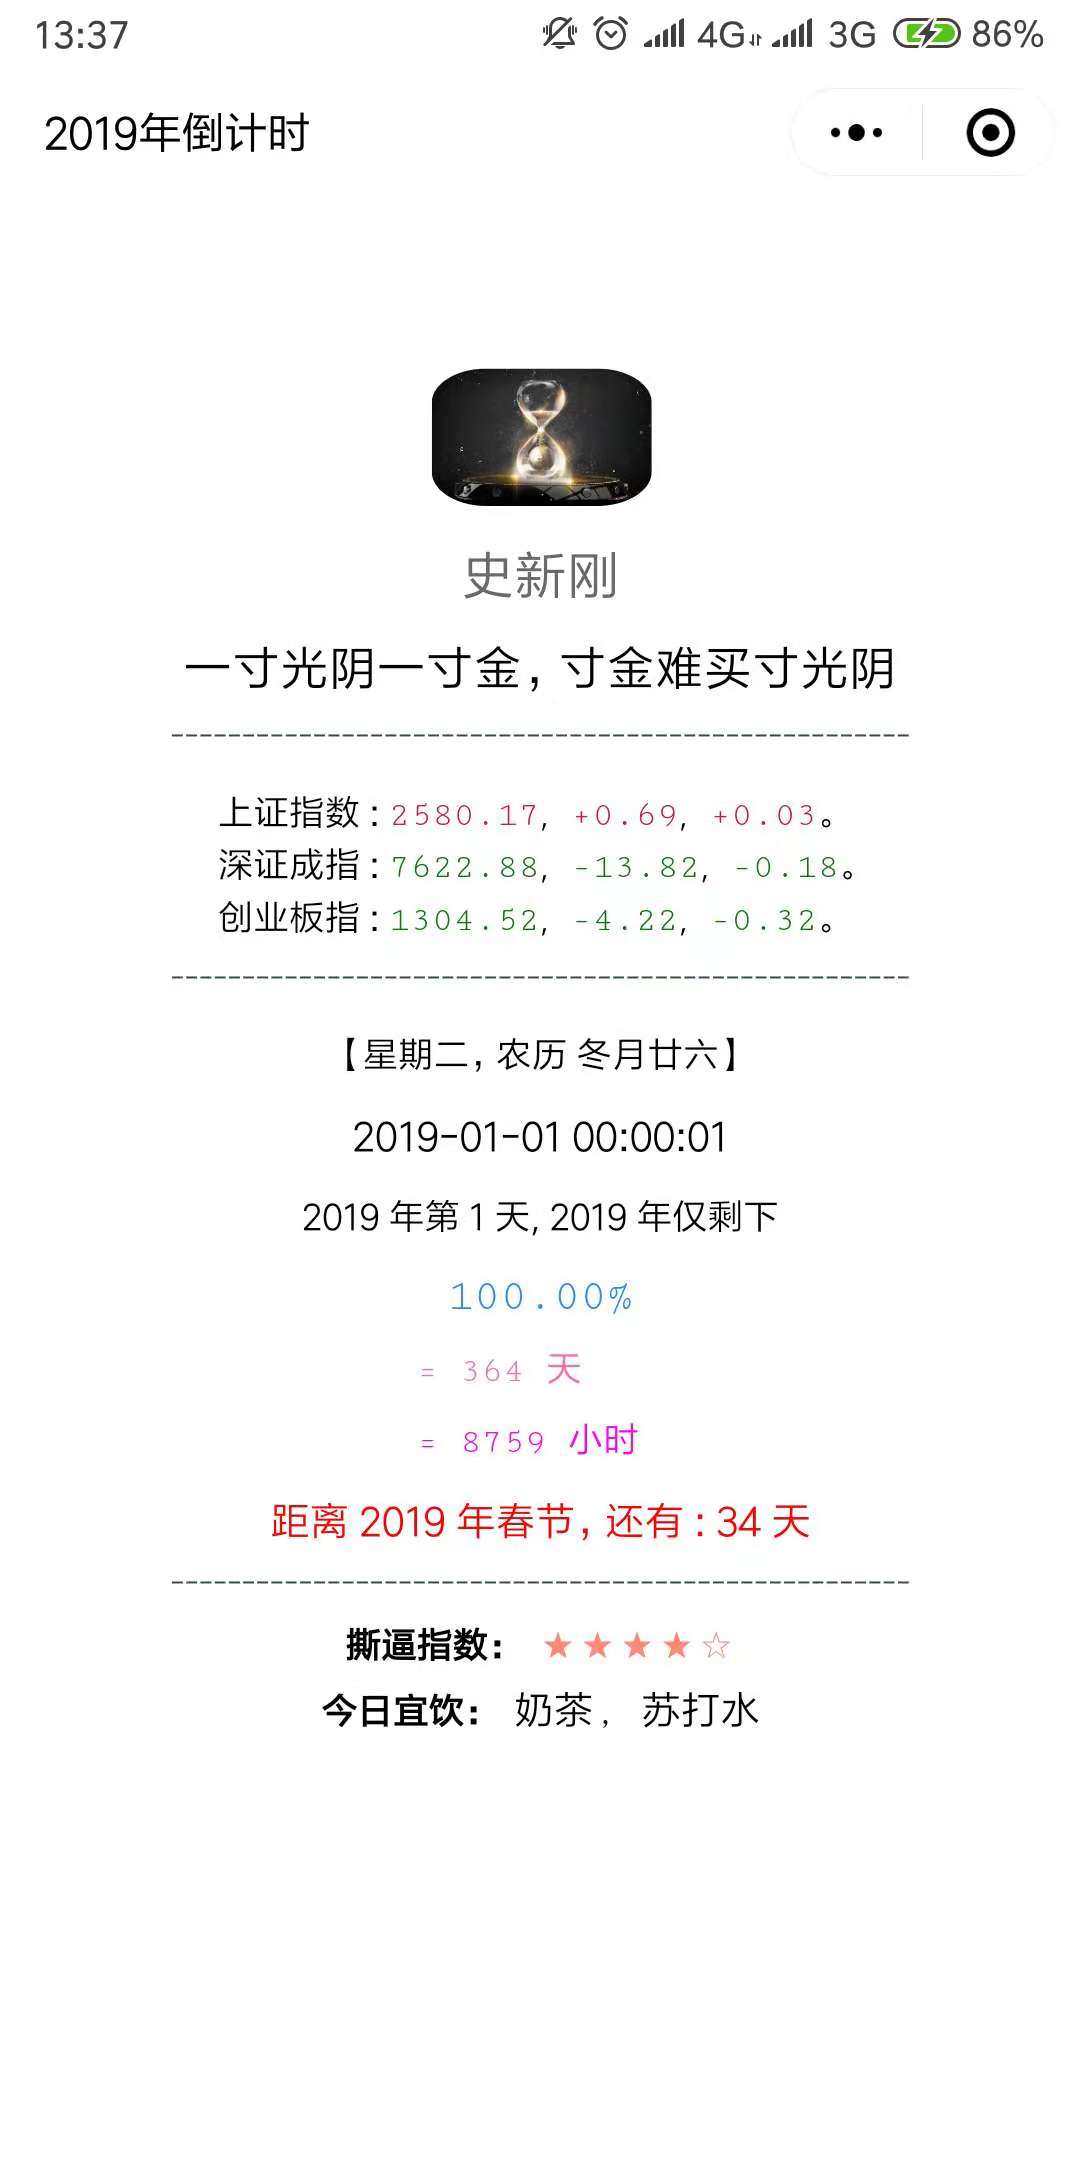 13:37 4G 3G 86%
2019年倒计时
史新刚
一寸光阴一寸金，寸金难买寸光阴
上证指数：2580.17, +0.69, +0.03。
深证成指：7622.88, -13.82, -0.18。
创业板指：1304.52, -4.22, -0.32。
【星期二，农历 冬月廿六】
2019-01-01 00:00:01
2019 年第 1 天, 2019 年仅剩下
100.00%
= 364 天
= 8759 小时
距离 2019 年春节，还有：34 天
撕逼指数： ★★★★☆
今日宜饮： 奶茶， 苏打水